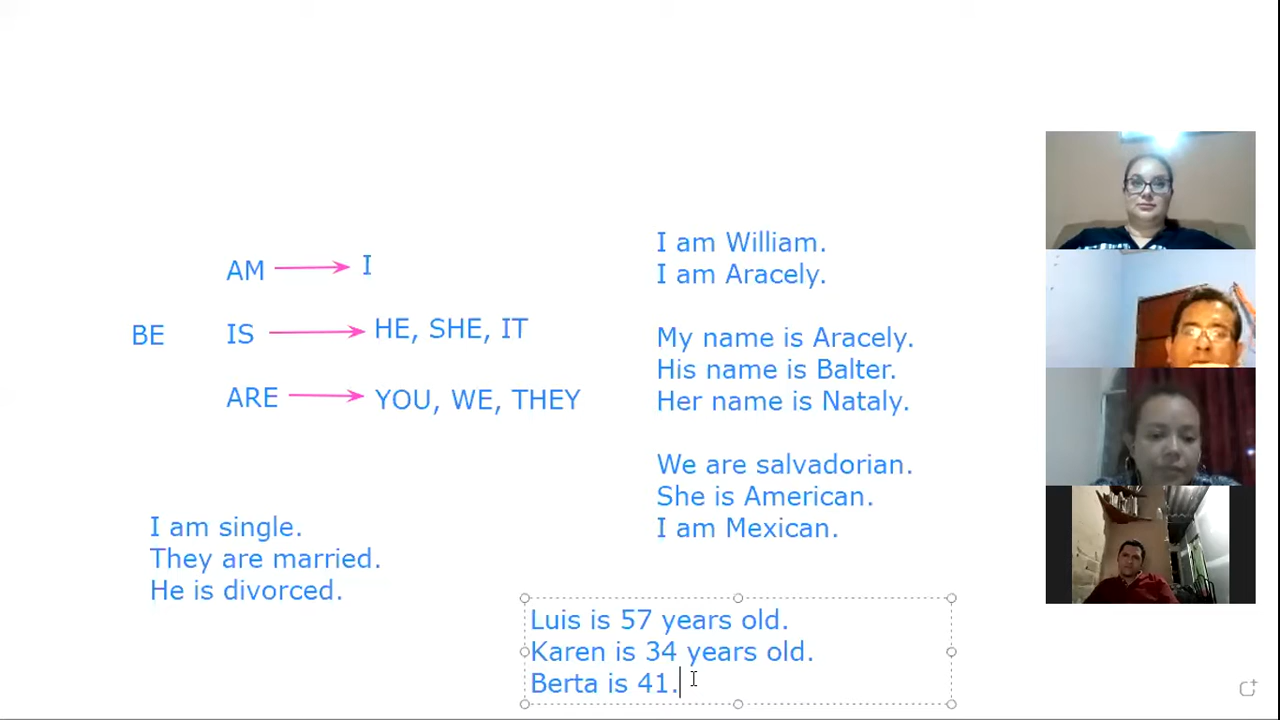 AM I
BE IS HE, SHE, IT
ARE YOU, WE, THEY
I am William.
I am Aracely.
My name is Aracely.
His name is Balter.
Her name is Nataly.
We are salvadorian.
She is American.
I am Mexican.
I am single.
They are married.
He is divorced.
Luis is 57 years old.
Karen is 34 years old.
Berta is 41.